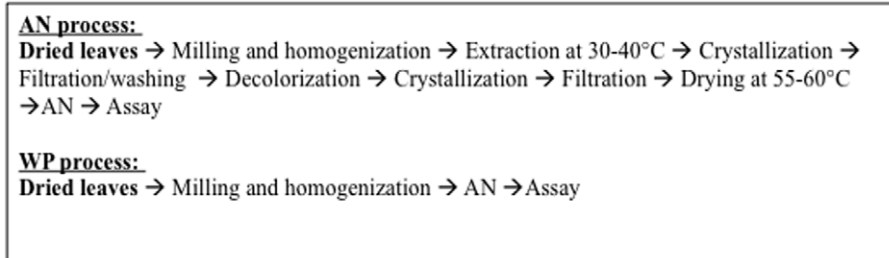 AN process:
Dried leaves → Milling and homogenization → Extraction at 30-40°C → Crystallization →
Filtration/washing → Decolorization → Crystallization → Filtration → Drying at 55-60°C
→AN → Assay
WP process:
Dried leaves → Milling and homogenization → AN →Assay